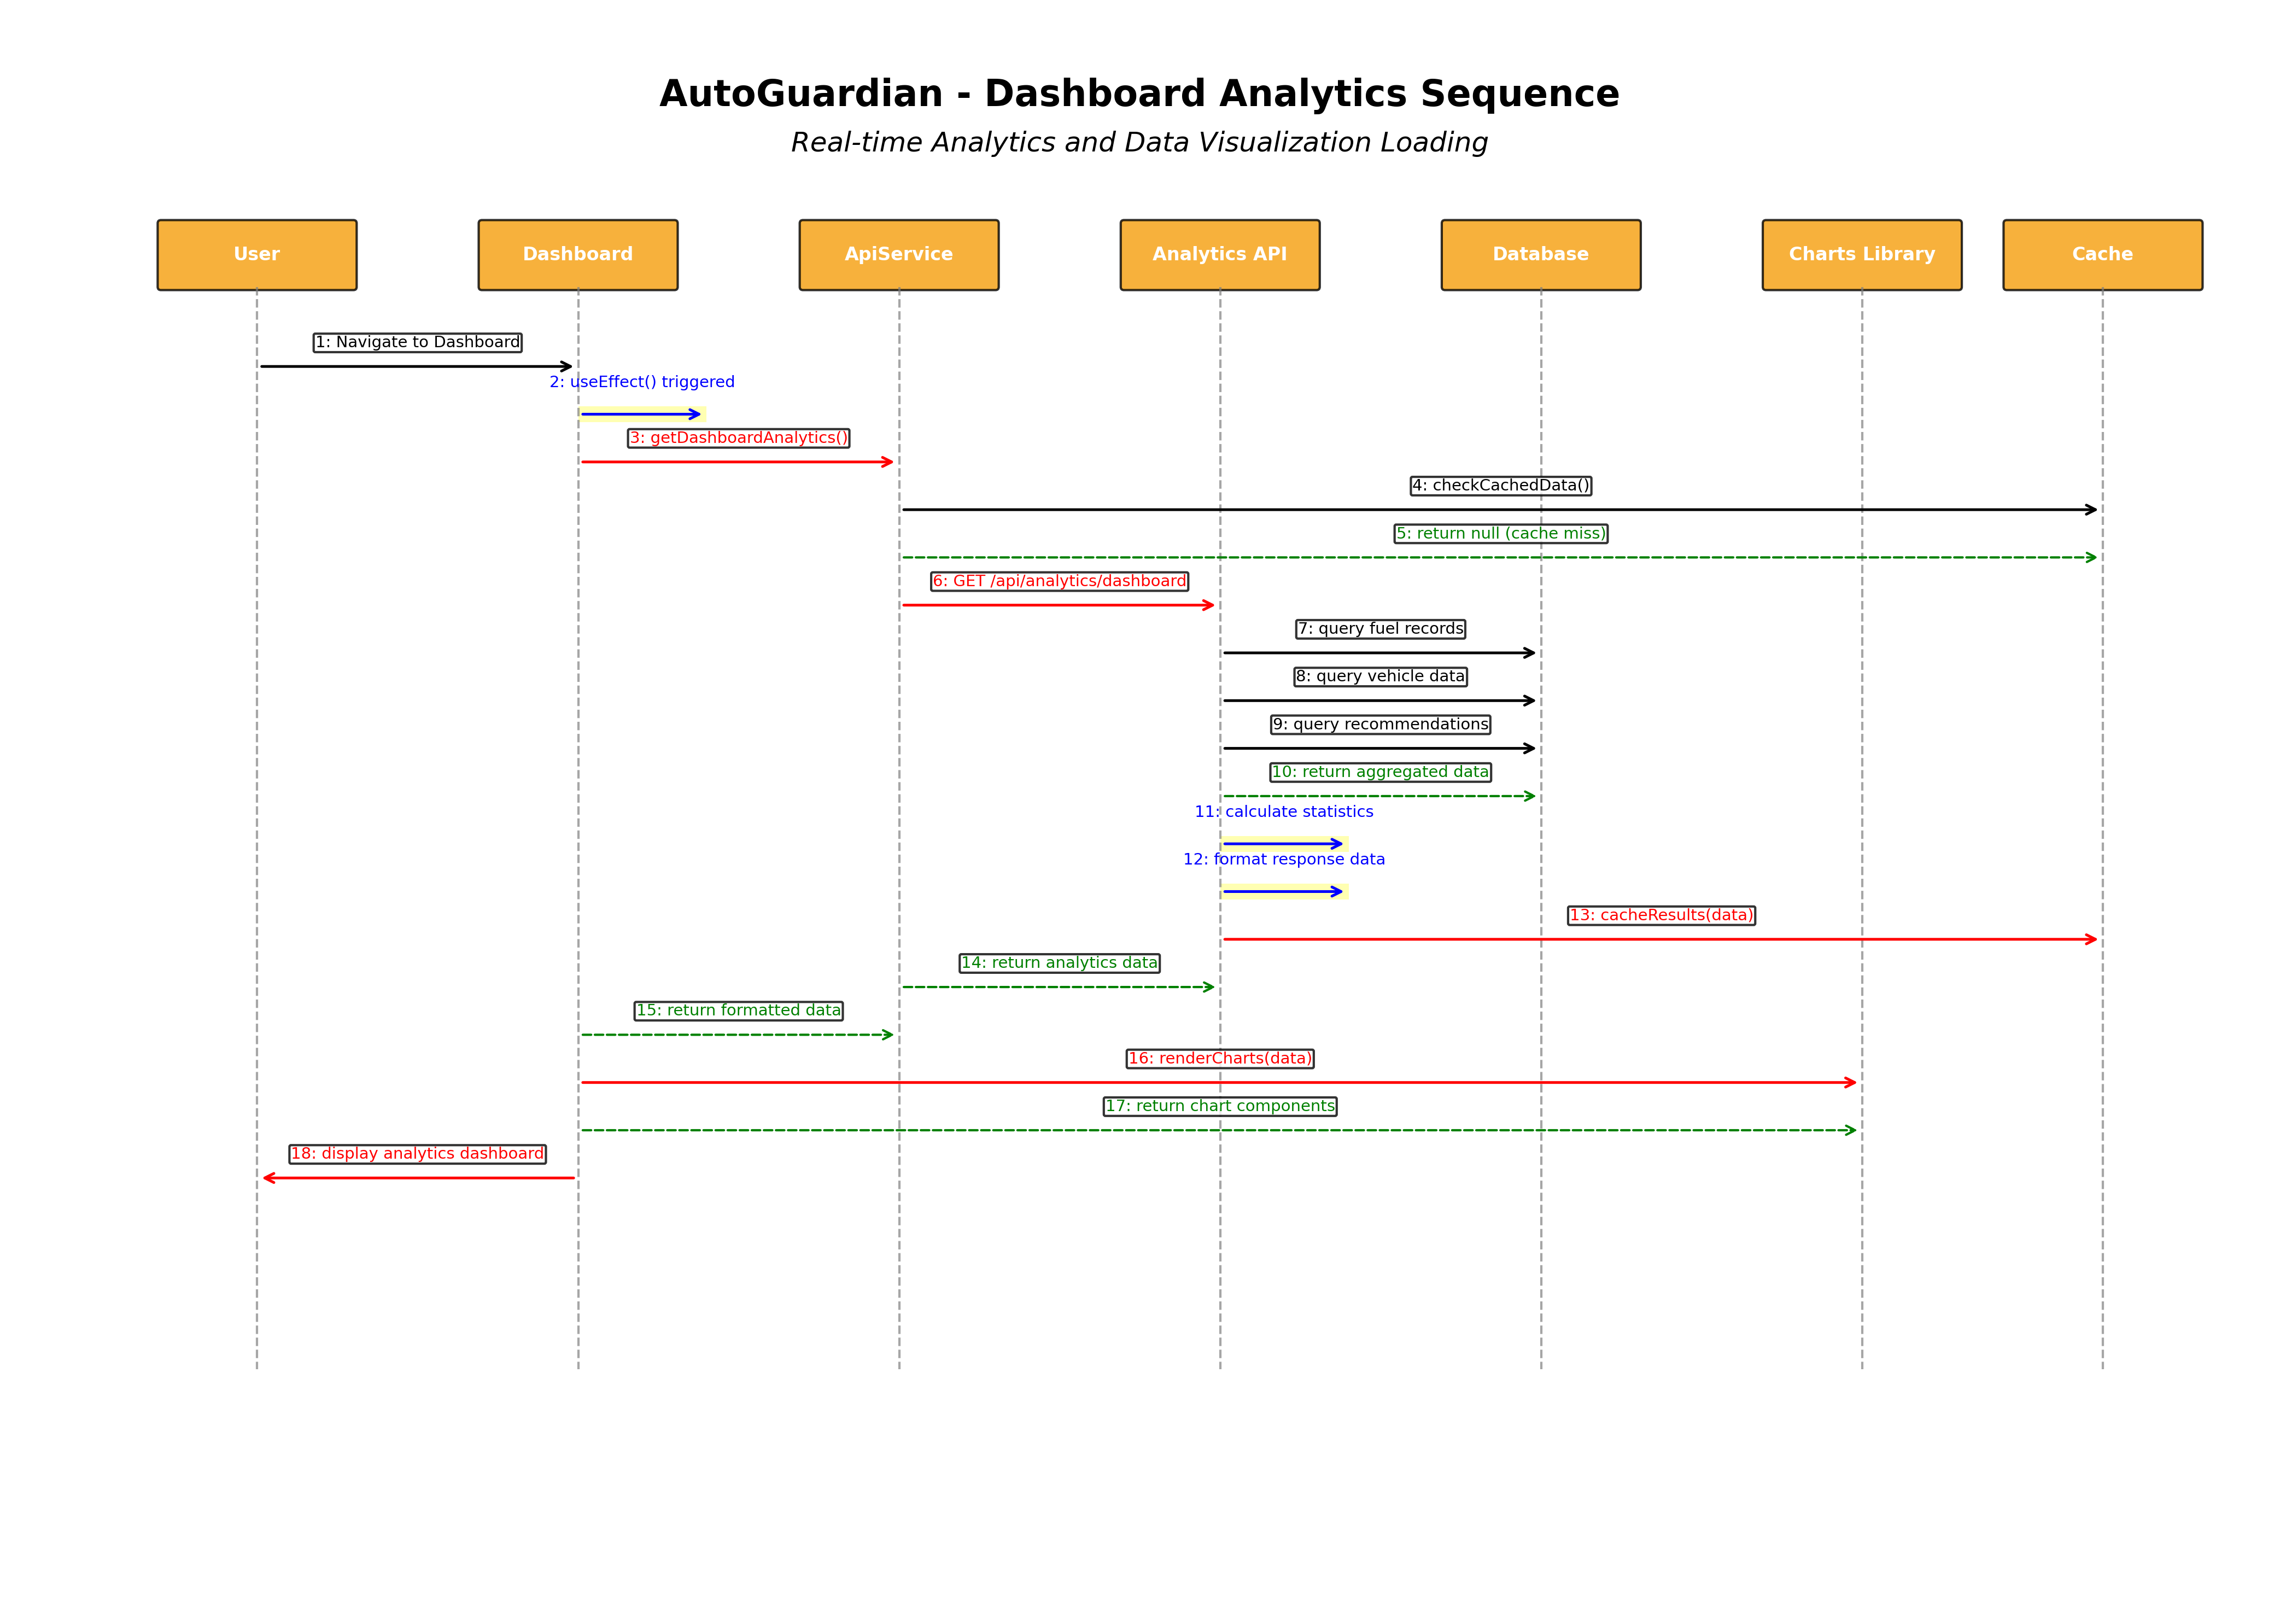 AutoGuardian - Dashboard Analytics Sequence
Real-time Analytics and Data Visualization Loading
User
Dashboard
ApiService
Analytics API
Database
Charts Library
Cache
1: Navigate to Dashboard
2: useEffect() triggered
3: getDashboardAnalytics()
4: checkCachedData()
5: return null (cache miss)
6: GET /api/analytics/dashboard
7: query fuel records
8: query vehicle data
9: query recommendations
10: return aggregated data
11: calculate statistics
12: format response data
13: cacheResults(data)
14: return analytics data
15: return formatted data
16: renderCharts(data)
17: return chart components
18: display analytics dashboard